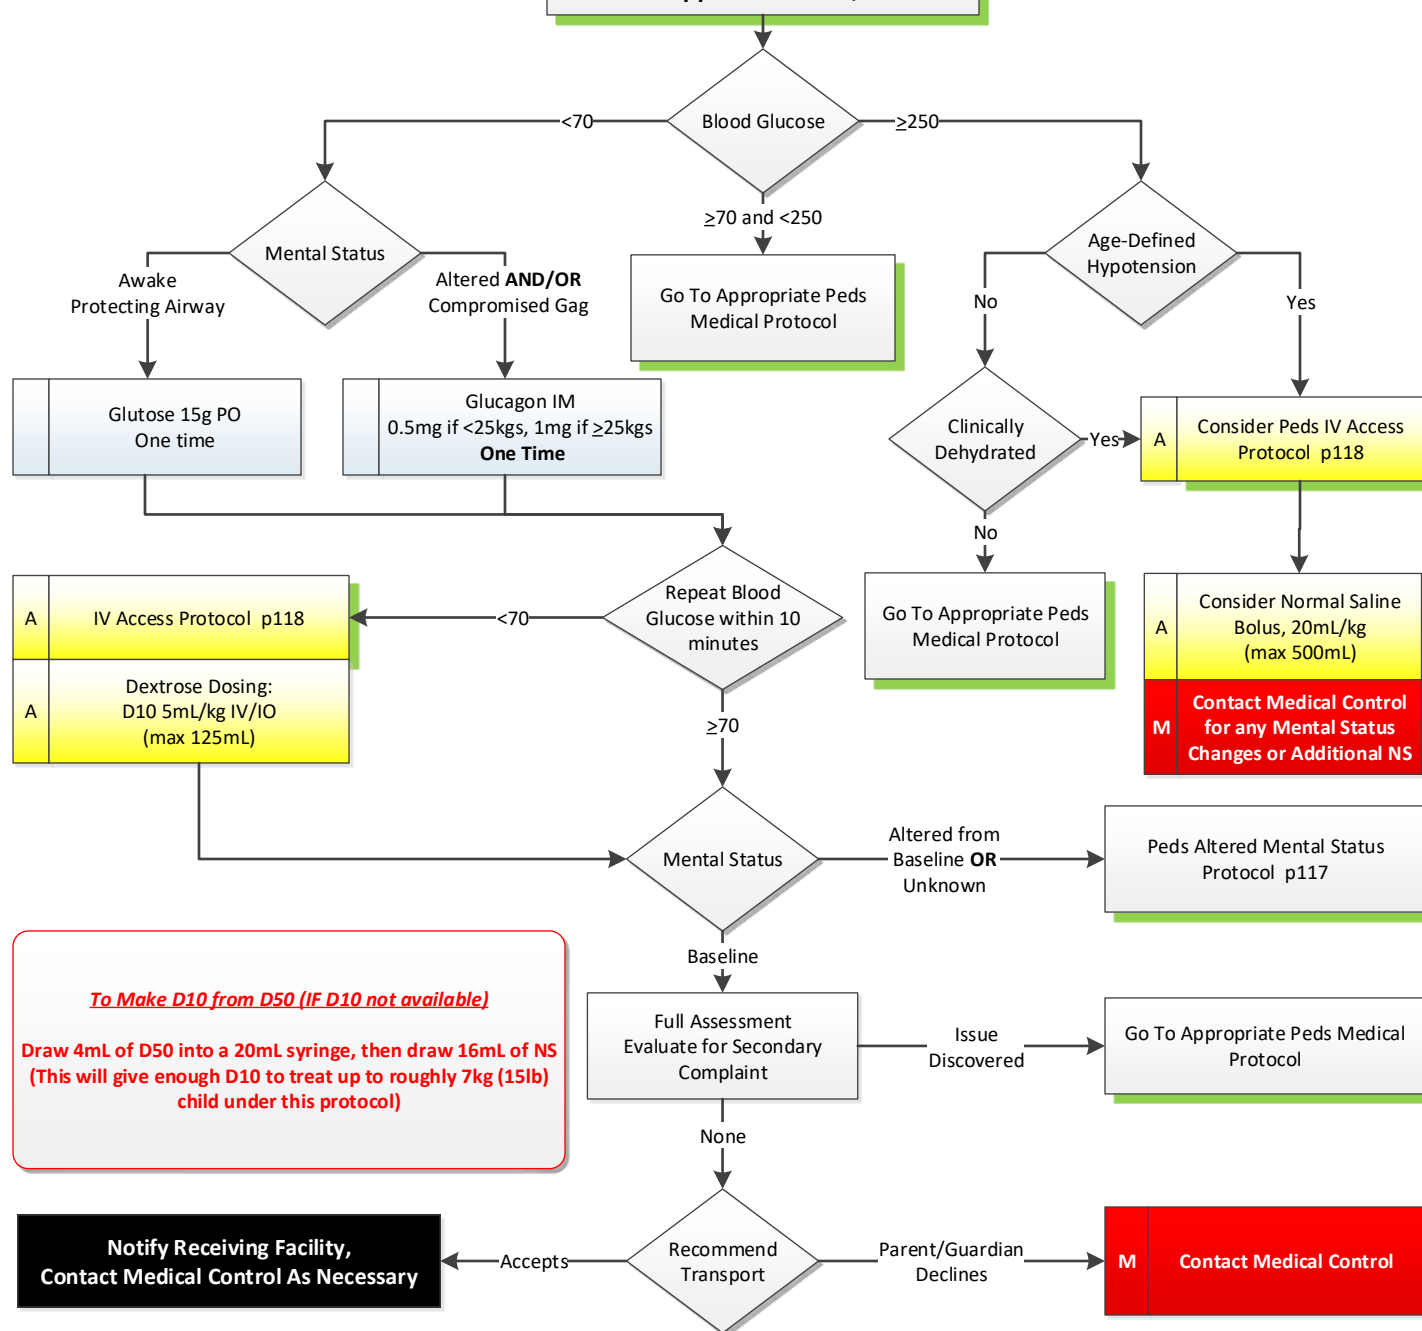 Blood Glucose
<70
≥250
≥70 and <250
Mental Status
Age-Defined
Hypotension
Awake
Protecting Airway
Altered AND/OR
Compromised Gag
Go To Appropriate Peds
Medical Protocol
No
Yes
Glutose 15g PO
One time
Glucagon IM
0.5mg if <25kgs, 1mg if ≥25kgs
One Time
Clinically
Dehydrated
Yes
A
Consider Peds IV Access
Protocol p118
No
Repeat Blood
Glucose within 10
minutes
<70
A
IV Access Protocol p118
A
Dextrose Dosing:
D10 5mL/kg IV/IO
(max 125mL)
Go To Appropriate Peds
Medical Protocol
A
Consider Normal Saline
Bolus, 20mL/kg
(max 500mL)
M
Contact Medical Control
for any Mental Status
Changes or Additional NS
≥70
Mental Status
Altered from
Baseline OR
Unknown
Peds Altered Mental Status
Protocol p117
Baseline
To Make D10 from D50 (IF D10 not available)
Draw 4mL of D50 into a 20mL syringe, then draw 16mL of NS
(This will give enough D10 to treat up to roughly 7kg (15lb)
child under this protocol)
Full Assessment
Evaluate for Secondary
Complaint
Issue
Discovered
Go To Appropriate Peds Medical
Protocol
None
Recommend
Transport
Accepts
Notify Receiving Facility,
Contact Medical Control As Necessary
Parent/Guardian
Declines
M
Contact Medical Control